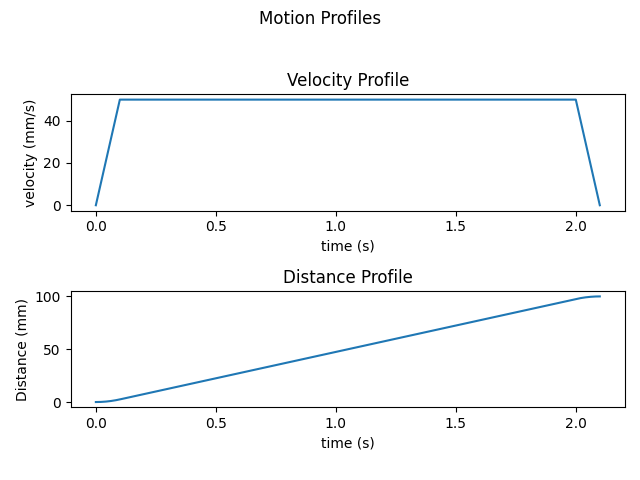 Motion Profiles
Velocity Profile
velocity (mm/s)
40
20
0
0.0 0.5 1.0 1.5 2.0
time (s)
Distance Profile
Distance (mm)
100
50
0
0.0 0.5 1.0 1.5 2.0
time (s)